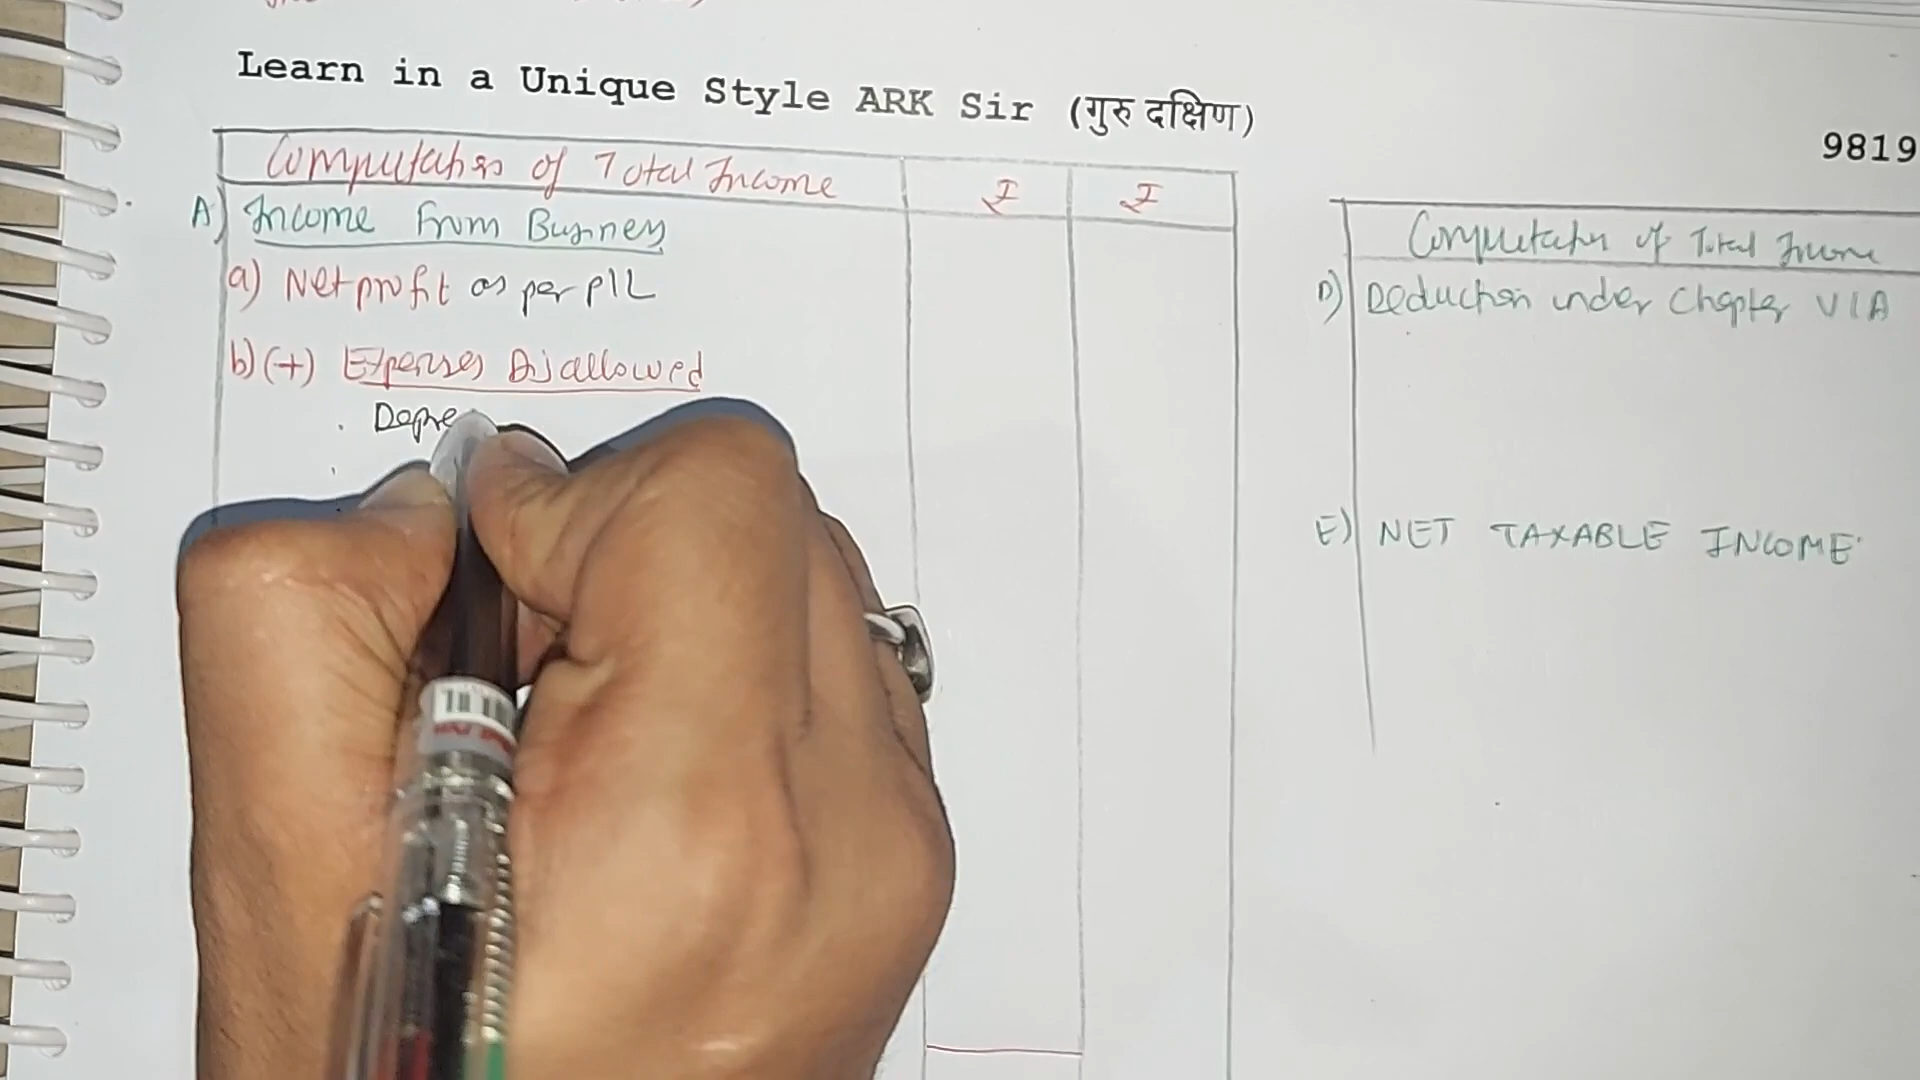 Learn in a Unique Style ARK Sir (गुरु दक्षिण)
9819
Computation of Total Income ₹ ₹
A) Income From Business
a) Net profit as per P/L
b) (+) Expenses Disallowed
Depre
Computation of Total Income
D) Deduction under Chapter VIA
E) NET TAXABLE INCOME